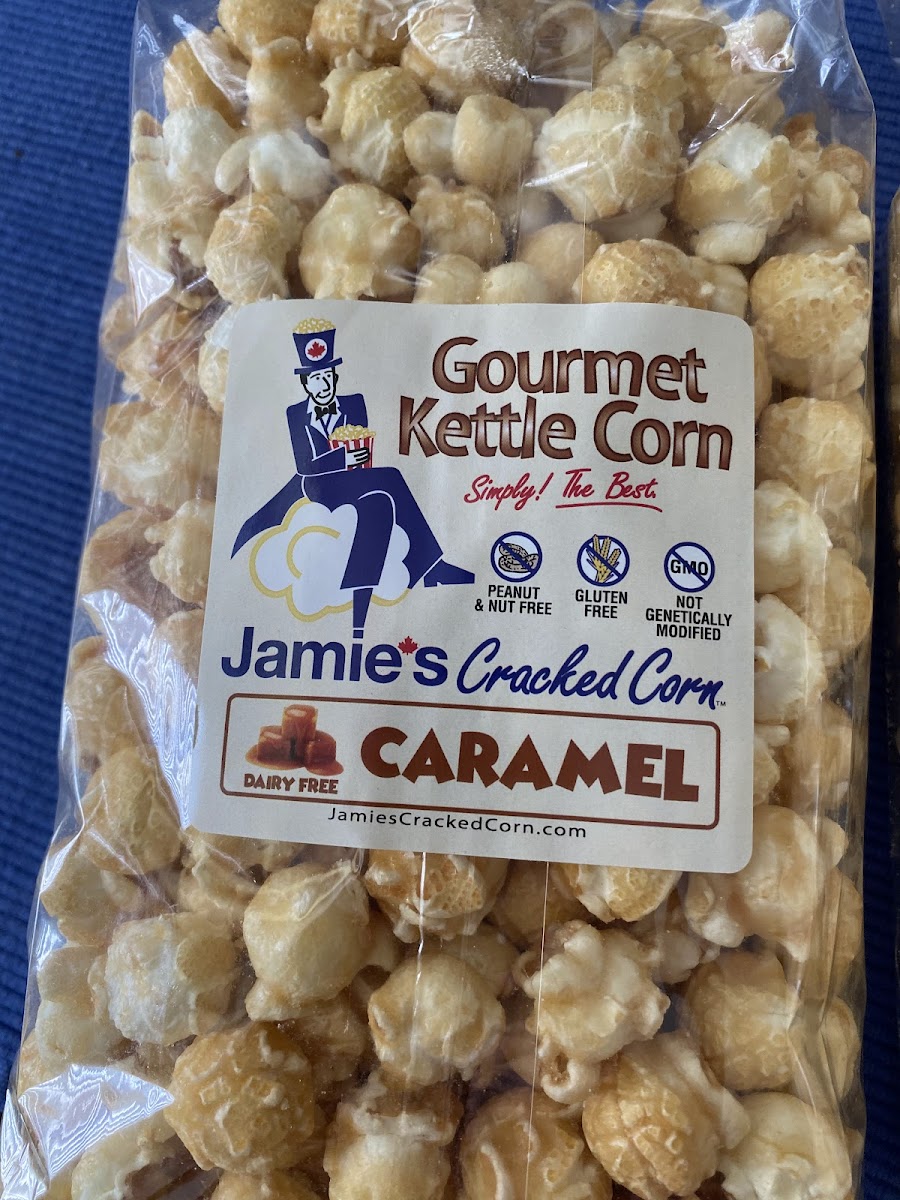 Gourmet
Kettle Corn
Simply! The Best.
PEANUT
& NUT FREE
GLUTEN
FREE
GMO
NOT
GENETICALLY
MODIFIED
Jamie's Cracked Corn™
DAIRY FREE
CARAMEL
JamiesCrackedCorn.com